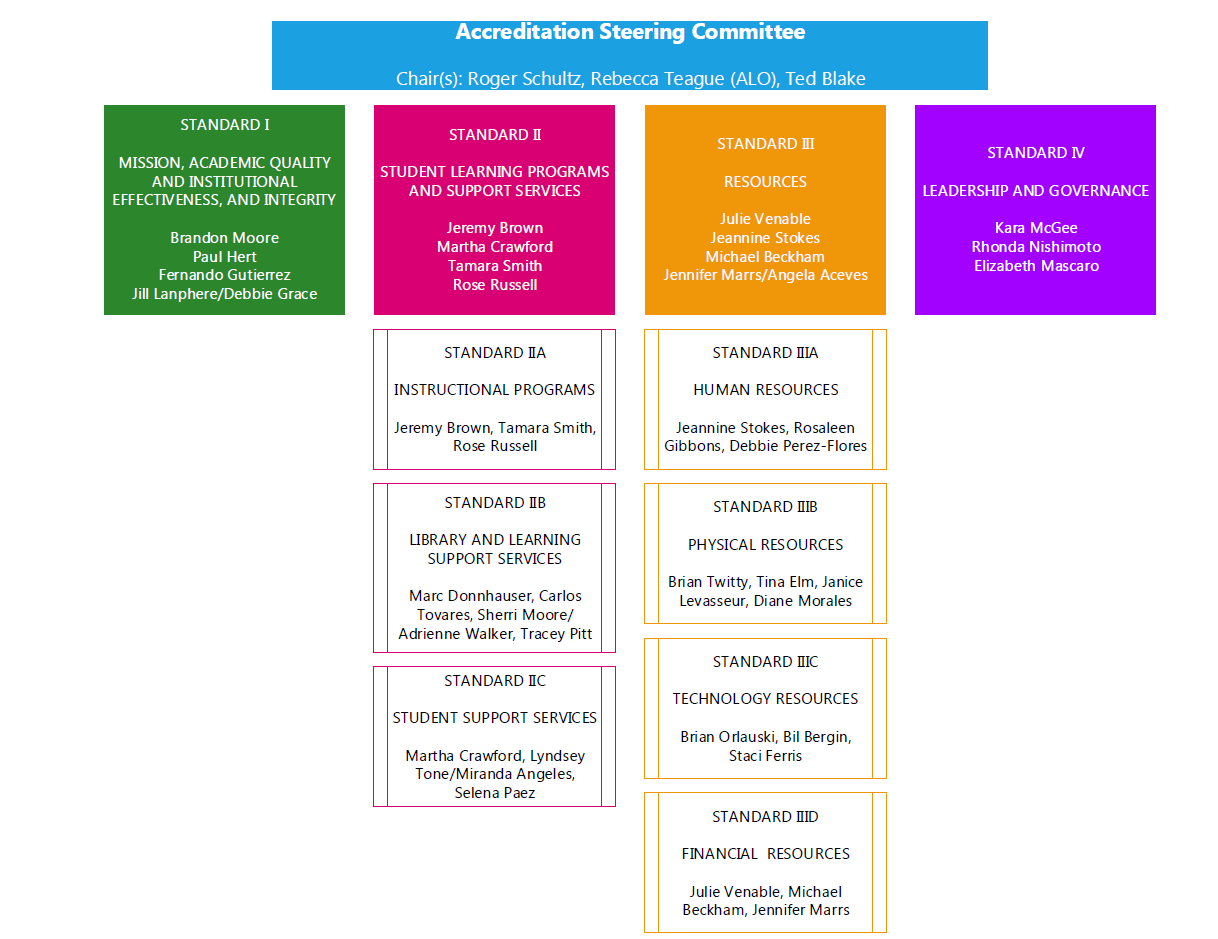 Accreditation Steering Committee
Chair(s): Roger Schultz, Rebecca Teague (ALO), Ted Blake
STANDARD I
MISSION, ACADEMIC QUALITY
AND INSTITUTIONAL
EFFECTIVENESS, AND INTEGRITY
Brandon Moore
Paul Hert
Fernando Gutierrez
Jill Lanphere/Debbie Grace
STANDARD II
STUDENT LEARNING PROGRAMS
AND SUPPORT SERVICES
Jeremy Brown
Martha Crawford
Tamara Smith
Rose Russell
STANDARD IIA
INSTRUCTIONAL PROGRAMS
Jeremy Brown, Tamara Smith,
Rose Russell
STANDARD IIB
LIBRARY AND LEARNING
SUPPORT SERVICES
Marc Donnhauser, Carlos
Tovares, Sherri Moore/
Adrienne Walker, Tracey Pitt
STANDARD IIC
STUDENT SUPPORT SERVICES
Martha Crawford, Lyndsey
Tone/Miranda Angeles,
Selena Paez
STANDARD III
RESOURCES
Julie Venable
Jeannine Stokes
Michael Beckham
Jennifer Marrs/Angela Aceves
STANDARD IIIA
HUMAN RESOURCES
Jeannine Stokes, Rosaleen
Gibbons, Debbie Perez-Flores
STANDARD IIIB
PHYSICAL RESOURCES
Brian Twitty, Tina Elm, Janice
Levasseur, Diane Morales
STANDARD IIIC
TECHNOLOGY RESOURCES
Brian Orlauski, Bil Bergin,
Staci Ferris
STANDARD IIID
FINANCIAL  RESOURCES
Julie Venable, Michael
Beckham, Jennifer Marrs
STANDARD IV
LEADERSHIP AND GOVERNANCE
Kara McGee
Rhonda Nishimoto
Elizabeth Mascaro